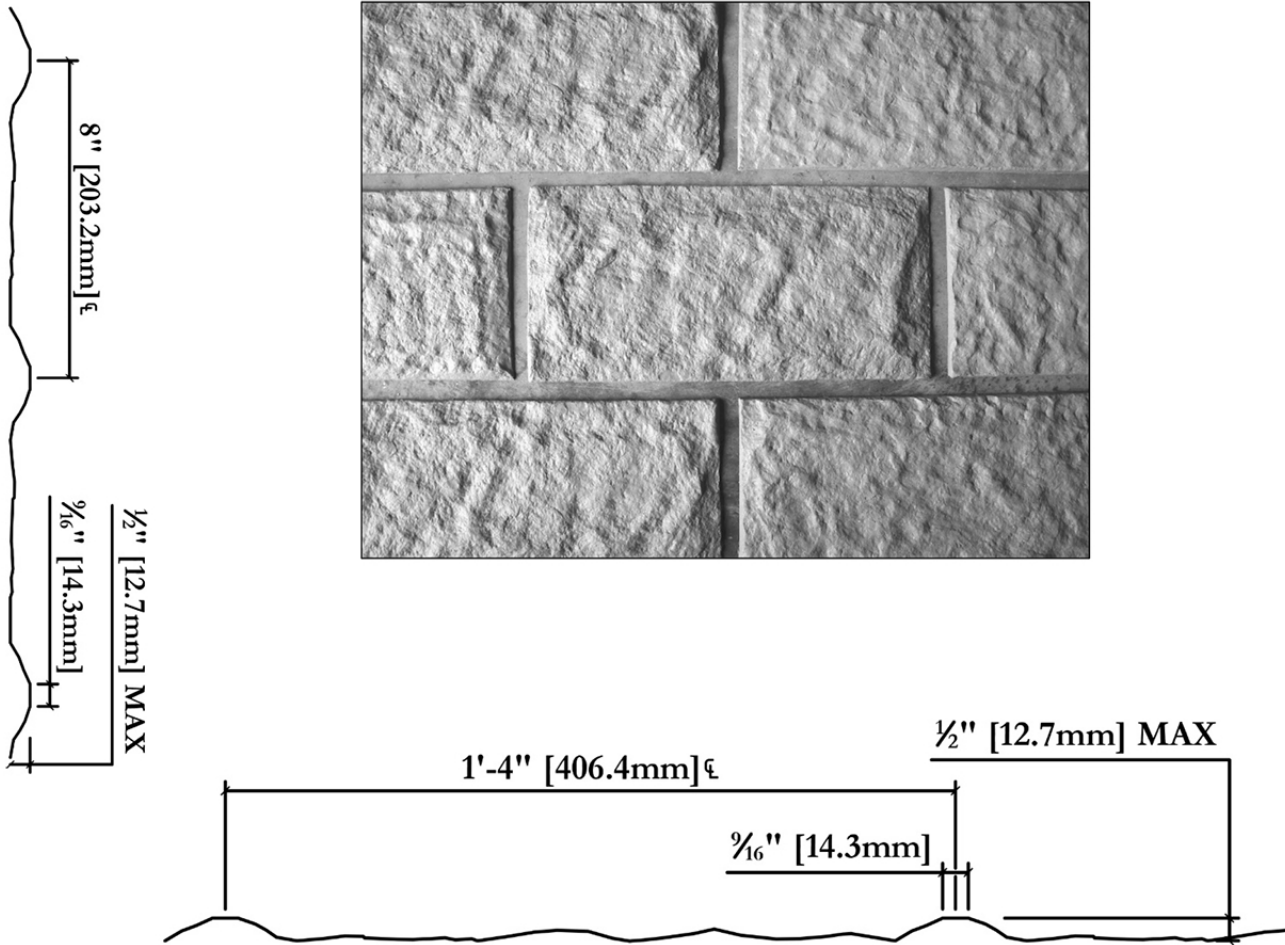 8" [203.2mm]℄
9/16" [14.3mm]
1/2" [12.7mm] MAX
1/2" [12.7mm] MAX
1'-4" [406.4mm]℄
9/16" [14.3mm]